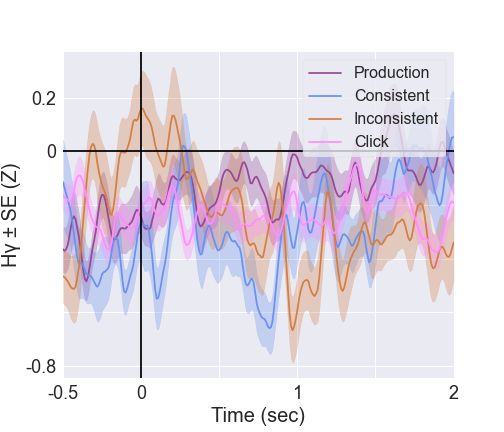 Production
Consistent
Inconsistent
Click
0.2
0
-0.8
Hγ ± SE (Z)
-0.5
0
1
2
Time (sec)